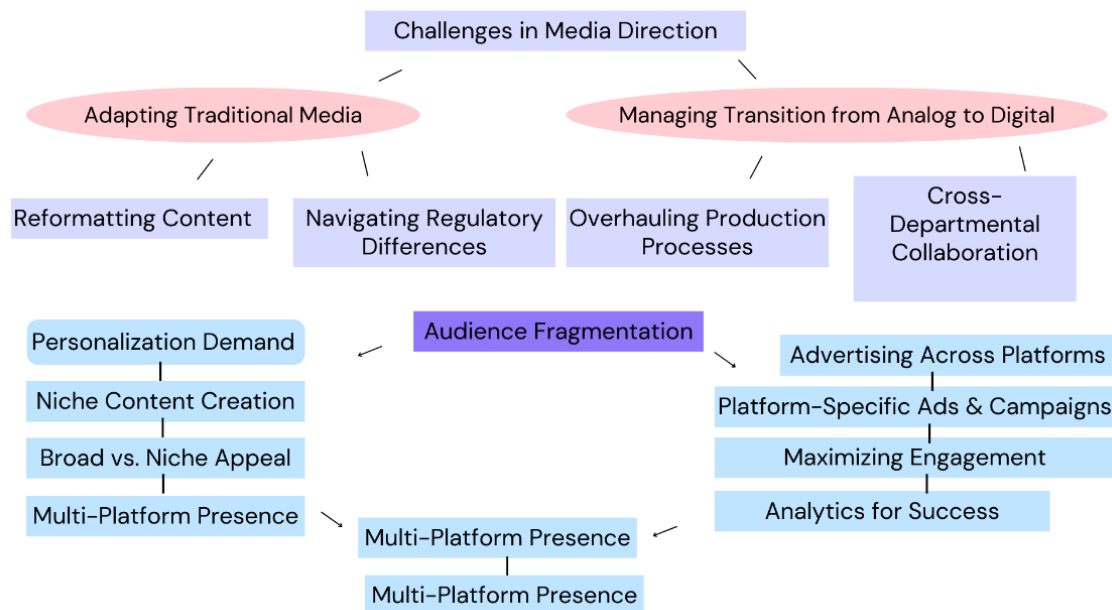 Challenges in Media Direction
Adapting Traditional Media
Managing Transition from Analog to Digital
Reformatting Content
Navigating Regulatory
Differences
Overhauling Production
Processes
Cross-
Departmental
Collaboration
Audience Fragmentation
Personalization Demand
Niche Content Creation
Broad vs. Niche Appeal
Multi-Platform Presence
Advertising Across Platforms
Platform-Specific Ads & Campaigns
Maximizing Engagement
Analytics for Success
Multi-Platform Presence
Multi-Platform Presence